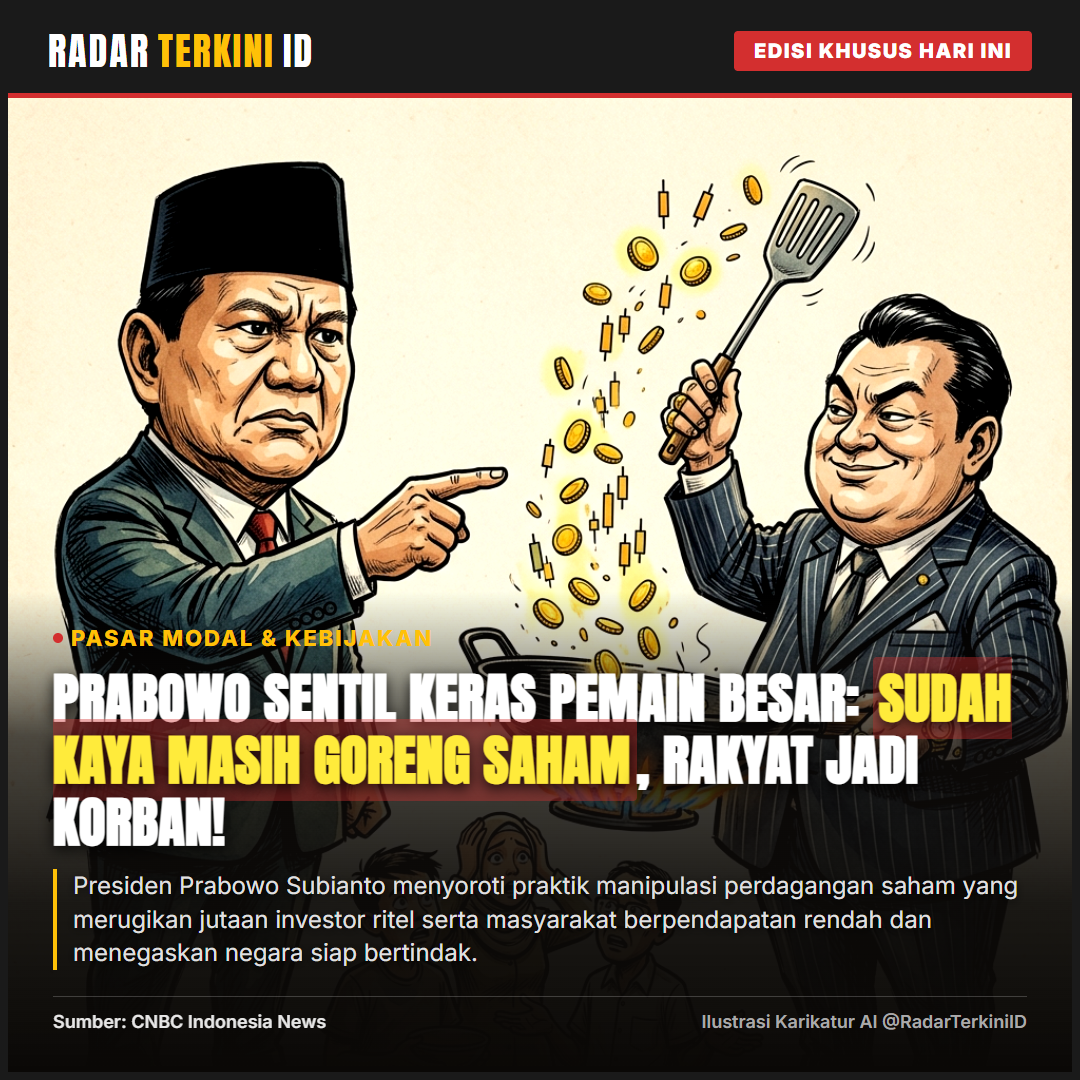 RADAR TERKINI ID
EDISI KHUSUS HARI INI
PASAR MODAL & KEBIJAKAN
PRABOWO SENTIL KERAS PEMAIN BESAR: SUDAH
KAYA MASIH GORENG SAHAM, RAKYAT JADI
KORBAN!
Presiden Prabowo Subianto menyoroti praktik manipulasi perdagangan saham yang
merugikan jutaan investor ritel serta masyarakat berpendapatan rendah dan
menegaskan negara siap bertindak.
Sumber: CNBC Indonesia News
Ilustrasi Karikatur AI @RadarTerkiniID